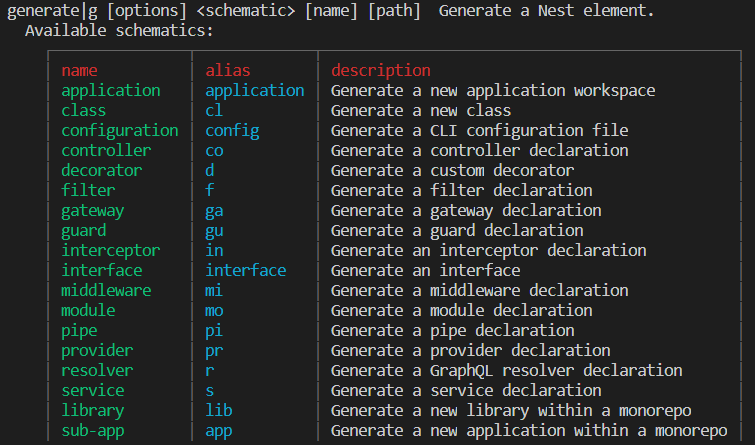 generate|g [options] <schematic> [name] [path]  Generate a Nest element.
Available schematics:
name alias description
application application Generate a new application workspace
class cl Generate a new class
configuration config Generate a CLI configuration file
controller co Generate a controller declaration
decorator d Generate a custom decorator
filter f Generate a filter declaration
gateway ga Generate a gateway declaration
guard gu Generate a guard declaration
interceptor in Generate an interceptor declaration
interface interface Generate an interface
middleware mi Generate a middleware declaration
module mo Generate a module declaration
pipe pi Generate a pipe declaration
provider pr Generate a provider declaration
resolver r Generate a GraphQL resolver declaration
service s Generate a service declaration
library lib Generate a new library within a monorepo
sub-app app Generate a new application within a monorepo